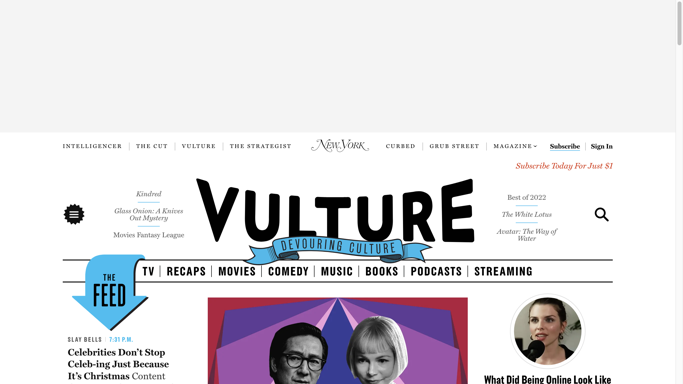 INTELLIGENCER
THE CUT
VULTURE
THE STRATEGIST
NEW YORK
CURBED
GRUB STREET
MAGAZINE
Subscribe
Sign In
Subscribe Today For Just $1
Kindred
Glass Onion: A Knives
Out Mystery
Movies Fantasy League
VULTURE
DEVOURING CULTURE
Best of 2022
The White Lotus
Avatar: The Way of
Water
TV
RECAPS
MOVIES
COMEDY
MUSIC
BOOKS
PODCASTS
STREAMING
THE
FEED
SLAY BELLS
7:31 P.M.
Celebrities Don't Stop
Celeb-ing Just Because
It's Christmas Content
What Did Being Online Look Like